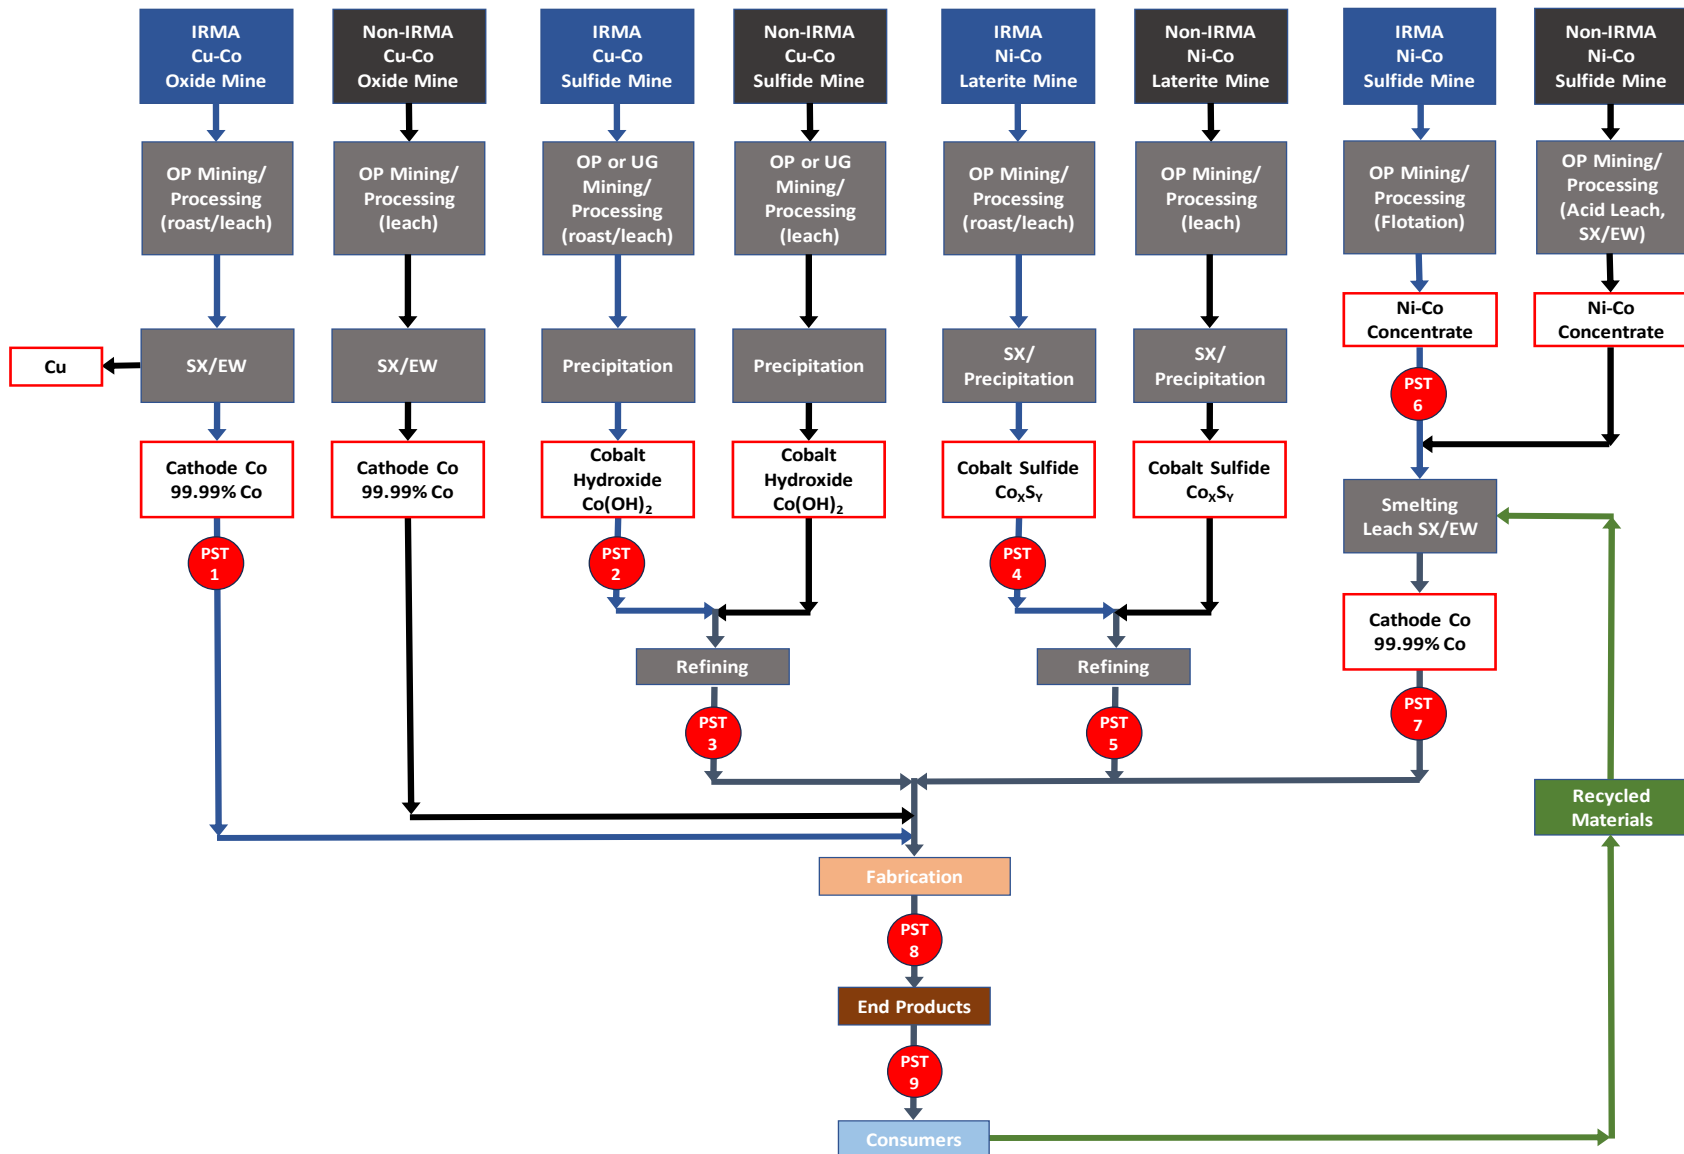 IRMA
Cu-Co
Oxide Mine
Non-IRMA
Cu-Co
Oxide Mine
IRMA
Cu-Co
Sulfide Mine
Non-IRMA
Cu-Co
Sulfide Mine
IRMA
Ni-Co
Laterite Mine
Non-IRMA
Ni-Co
Laterite Mine
IRMA
Ni-Co
Sulfide Mine
Non-IRMA
Ni-Co
Sulfide Mine
OP Mining/
Processing
(roast/leach)
OP Mining/
Processing
(leach)
OP or UG
Mining/
Processing
(roast/leach)
OP or UG
Mining/
Processing
(leach)
OP Mining/
Processing
(roast/leach)
OP Mining/
Processing
(leach)
OP Mining/
Processing
(Flotation)
OP Mining/
Processing
(Acid Leach,
SX/EW)
Ni-Co
Concentrate
Ni-Co
Concentrate
Cu
SX/EW
SX/EW
Precipitation
Precipitation
SX/
Precipitation
SX/
Precipitation
PST
6
Cathode Co
99.99% Co
Cathode Co
99.99% Co
Cobalt
Hydroxide
Co(OH)₂
Cobalt
Hydroxide
Co(OH)₂
Cobalt Sulfide
CoXSY
Cobalt Sulfide
CoXSY
Smelting
Leach SX/EW
PST
1
PST
2
PST
4
Cathode Co
99.99% Co
Refining
Refining
PST
3
PST
5
PST
7
Recycled
Materials
Fabrication
PST
8
End Products
PST
9
Consumers